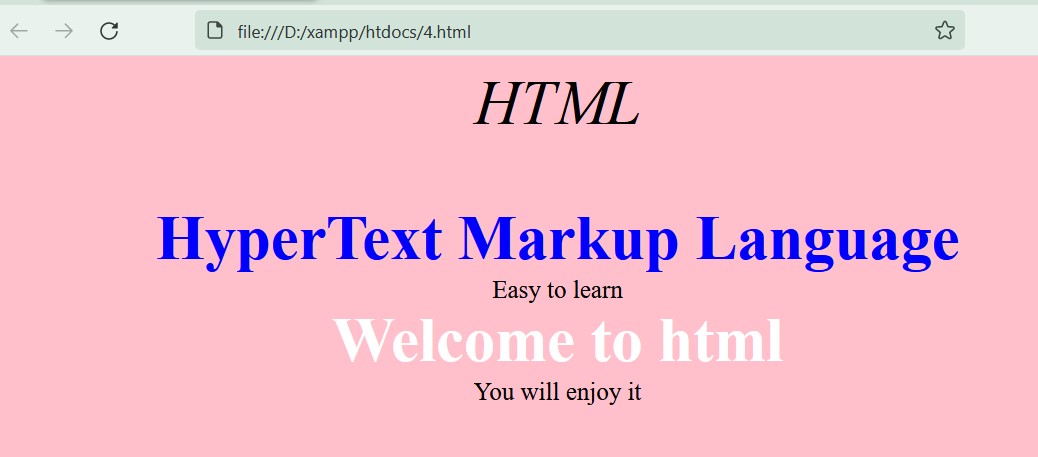 file:///D:/xampp/htdocs/4.html
HTML
HyperText Markup Language
Easy to learn
Welcome to html
You will enjoy it